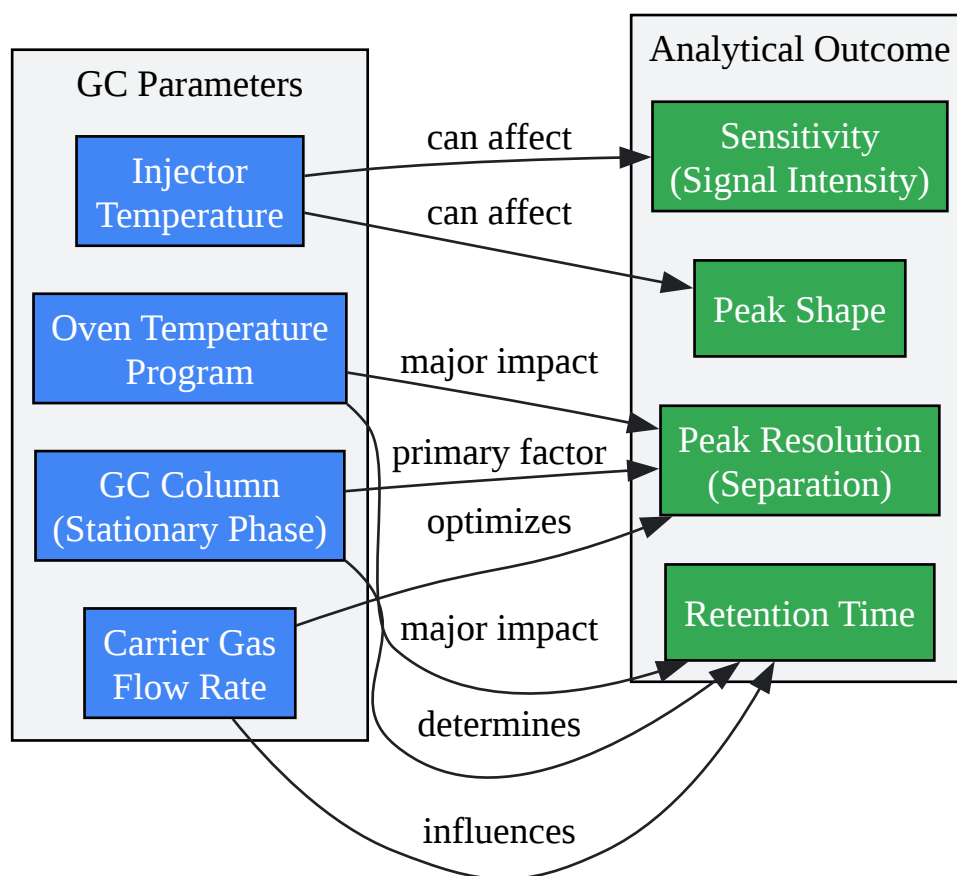 GC Parameters
Injector
Temperature
Oven Temperature
Program
GC Column
(Stationary Phase)
Carrier Gas
Flow Rate
can affect
can affect
major impact
primary factor
optimizes
major impact
determines
influences
Analytical Outcome
Sensitivity
(Signal Intensity)
Peak Shape
Peak Resolution
(Separation)
Retention Time